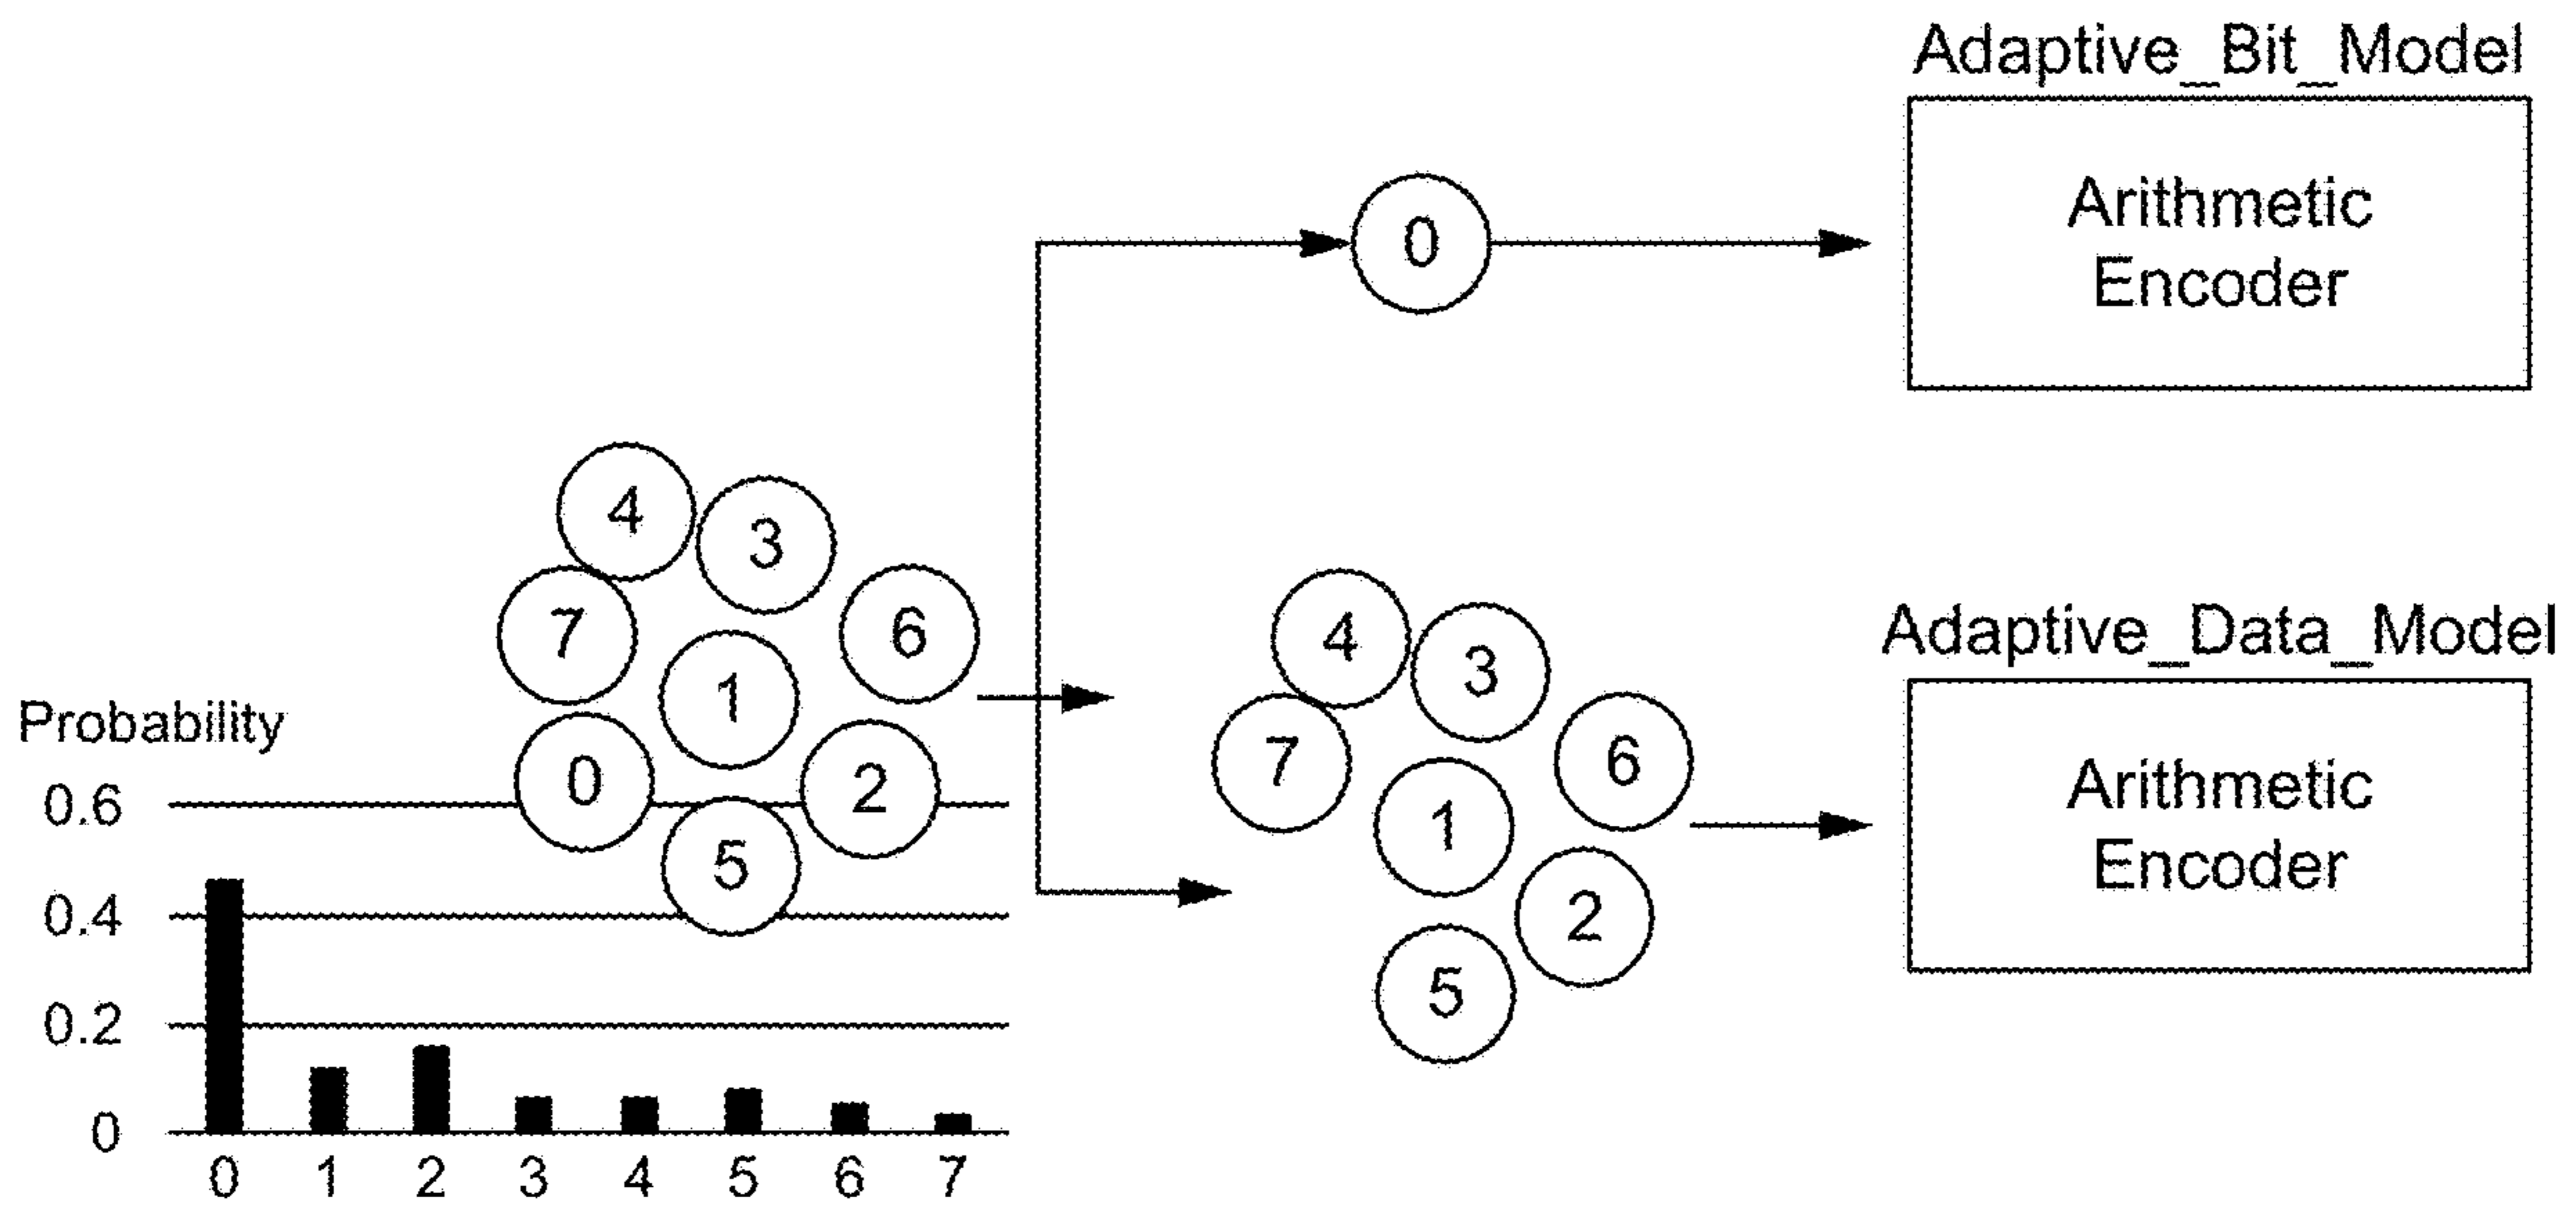 Adaptive_Bit_Model
Arithmetic
Encoder
0
4
3
7
6
1
0
2
5
4
3
7
6
1
2
5
Adaptive_Data_Model
Arithmetic
Encoder
Probability
0.6
0.4
0.2
0
0 1 2 3 4 5 6 7